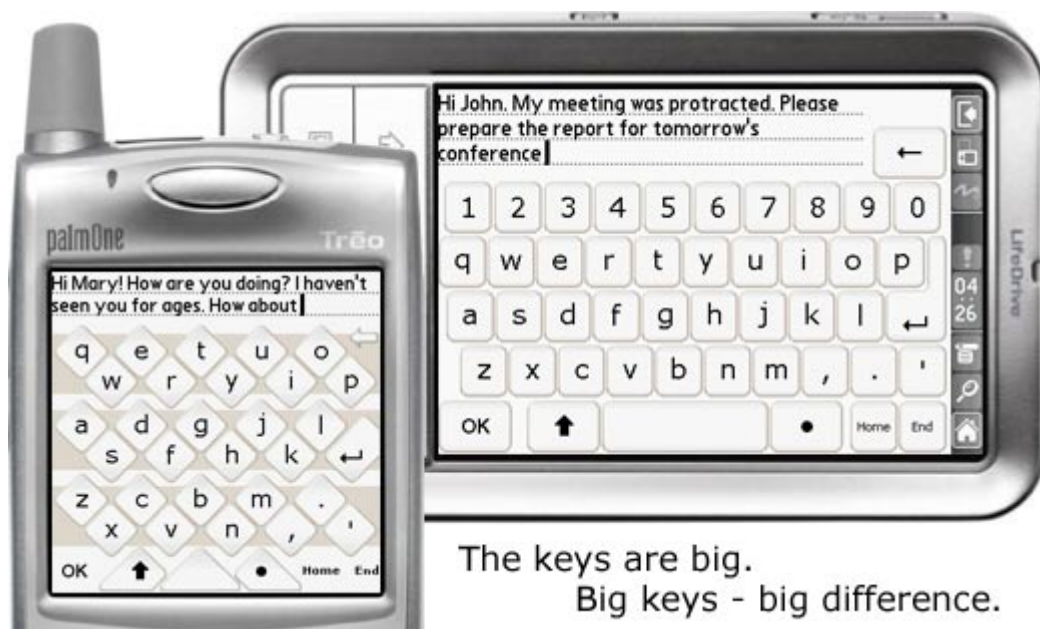 palmOne
Trēo
Hi Mary! How are you doing? I haven't
seen you for ages. How about
q e t u o
w r y i p
a d g j l
s f h k
z c b m .
x v n , '
OK Home End
Hi John. My meeting was protracted. Please
prepare the report for tomorrow's
conference
1 2 3 4 5 6 7 8 9 0
q w e r t y u i o p
a s d f g h j k l
z x c v b n m , . '
OK Home End
04
26
LifeDrive
The keys are big.
Big keys - big difference.